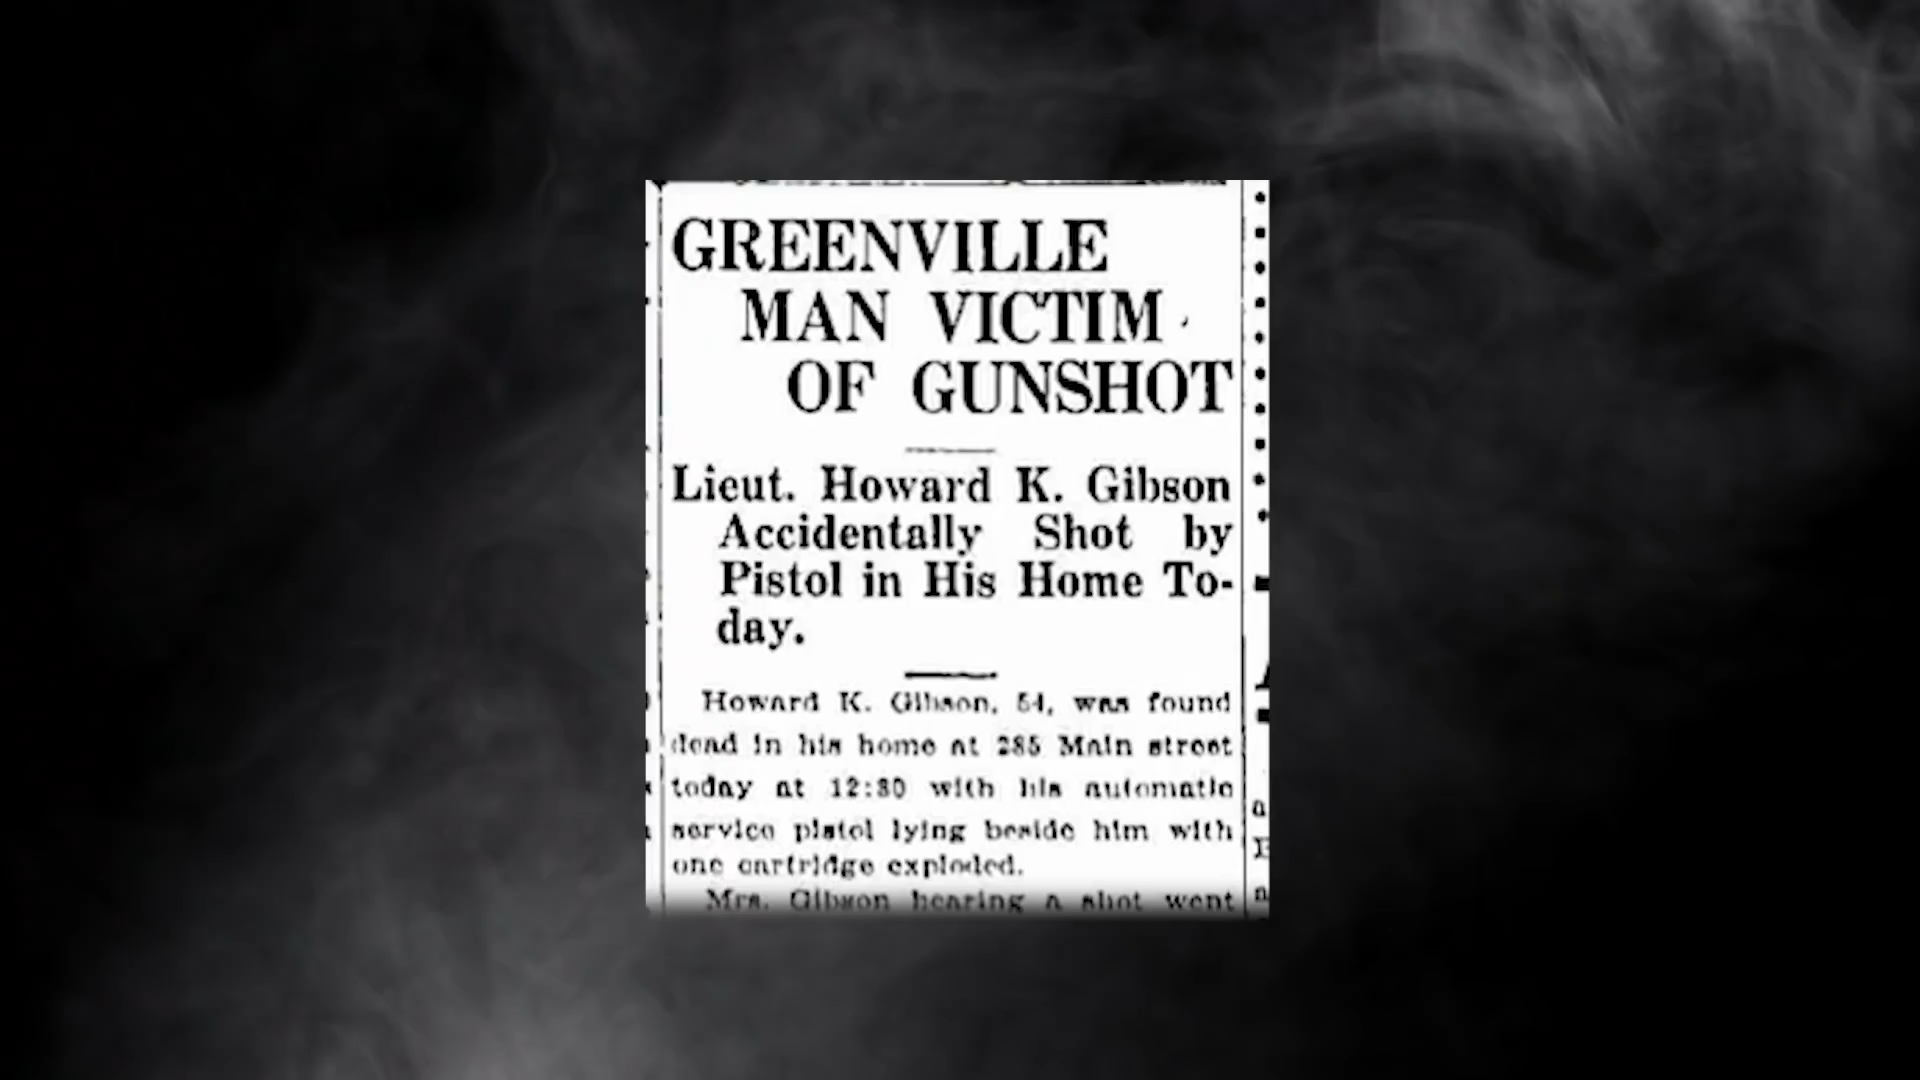 GREENVILLE
MAN VICTIM
OF GUNSHOT
Lieut. Howard K. Gibson
Accidentally Shot by
Pistol in His Home To-
day.
Howard K. Gibson, 54, was found
dead in his home at 285 Main street
today at 12:30 with his automatic
service pistol lying beside him with
one cartridge exploded.
Mrs. Gibson hearing a shot went